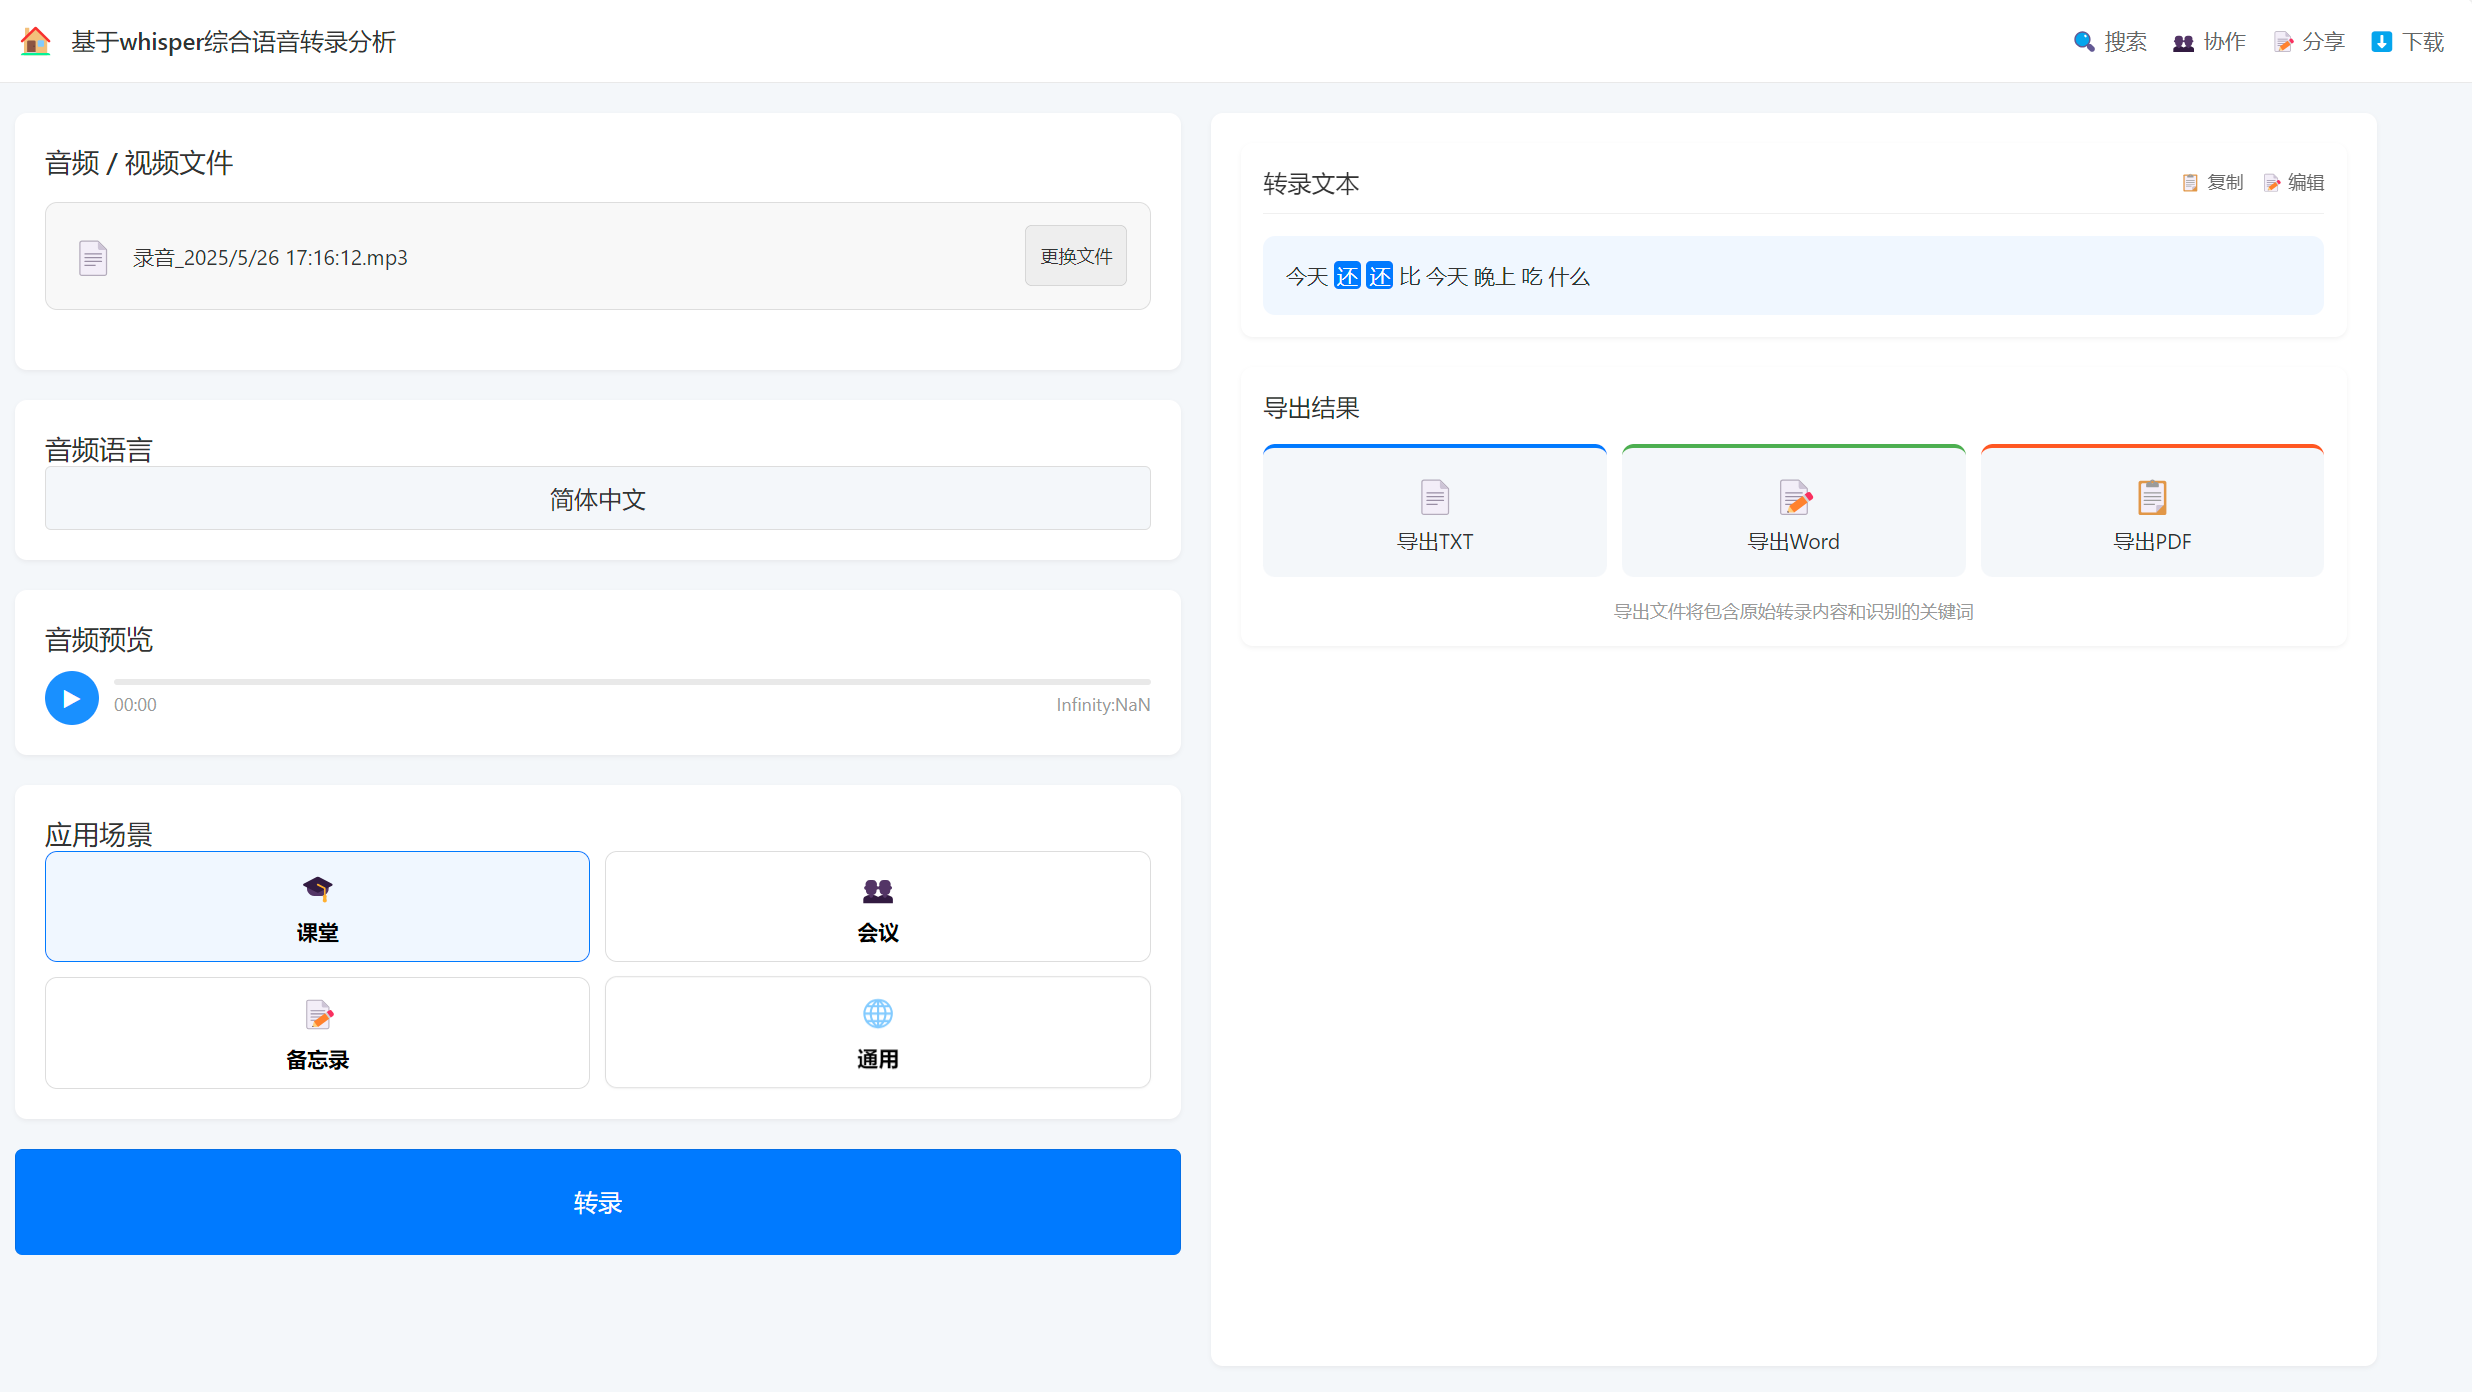 基于whisper综合语音转录分析
搜索 协作 分享 下载
音频 / 视频文件
录音_2025/5/26 17:16:12.mp3
更换文件
音频语言
简体中文
音频预览
00:00 Infinity:NaN
应用场景
课堂
会议
备忘录
通用
转录
转录文本
复制 编辑
今天 还 还 比 今天 晚上 吃 什么
导出结果
导出TXT
导出Word
导出PDF
导出文件将包含原始转录内容和识别的关键词